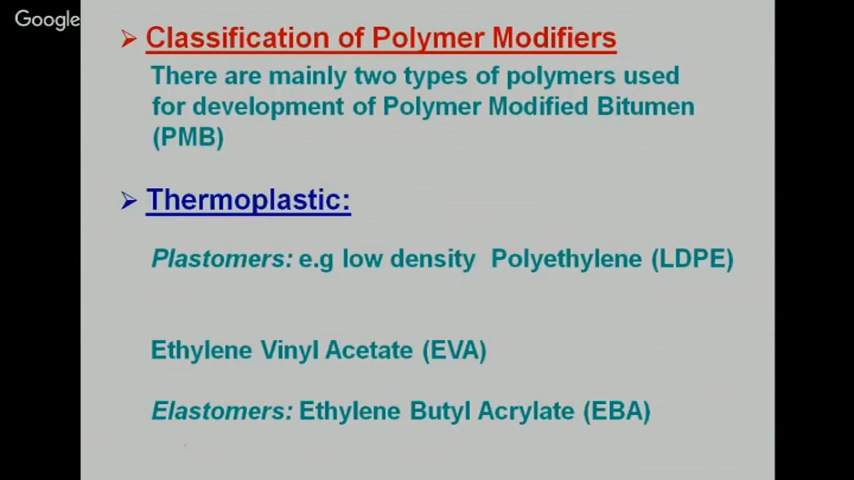 Google
Classification of Polymer Modifiers
There are mainly two types of polymers used
for development of Polymer Modified Bitumen
(PMB)
Thermoplastic:
Plastomers: e.g low density Polyethylene (LDPE)
Ethylene Vinyl Acetate (EVA)
Elastomers: Ethylene Butyl Acrylate (EBA)